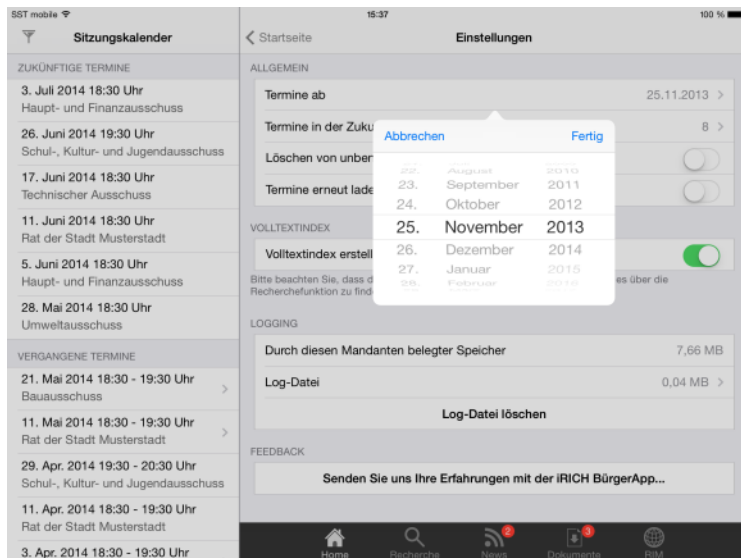 SST mobile
15:37
100 %
Sitzungskalender
Startseite
Einstellungen
ZUKÜNFTIGE TERMINE
3. Juli 2014 18:30 Uhr
Haupt- und Finanzausschuss
26. Juni 2014 19:30 Uhr
Schul-, Kultur- und Jugendausschuss
17. Juni 2014 18:30 Uhr
Technischer Ausschuss
11. Juni 2014 18:30 Uhr
Rat der Stadt Musterstadt
5. Juni 2014 18:30 Uhr
Haupt- und Finanzausschuss
28. Mai 2014 18:30 Uhr
Umweltausschuss
VERGANGENE TERMINE
21. Mai 2014 18:30 - 19:30 Uhr
Bauausschuss
11. Mai 2014 18:30 - 19:30 Uhr
Rat der Stadt Musterstadt
29. Apr. 2014 19:30 - 20:30 Uhr
Schul-, Kultur- und Jugendausschuss
11. Apr. 2014 18:30 - 19:30 Uhr
Rat der Stadt Musterstadt
3. Apr. 2014 18:30 - 19:30 Uhr
ALLGEMEIN
Termine ab 25.11.2013
Termine in der Zuku 8
Löschen von unber
Termine erneut lade
Abbrechen Fertig
22. August 2010
23. September 2011
24. Oktober 2012
25. November 2013
26. Dezember 2014
27. Januar 2015
28. Februar 2016
VOLLTEXTINDEX
Volltextindex erstell
Bitte beachten Sie, dass d es über die
Recherchefunktion zu find
LOGGING
Durch diesen Mandanten belegter Speicher 7,66 MB
Log-Datei 0,04 MB
Log-Datei löschen
FEEDBACK
Senden Sie uns Ihre Erfahrungen mit der iRICH BürgerApp...
2
3
Home Recherche News Dokumente RIM